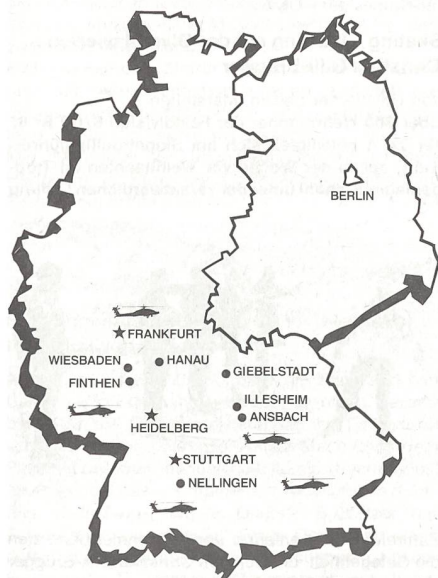 BERLIN
FRANKFURT
WIESBADEN
HANAU
FINTHEN
GIEBELSTADT
ILLESHEIM
ANSBACH
HEIDELBERG
STUTTGART
NELLINGEN